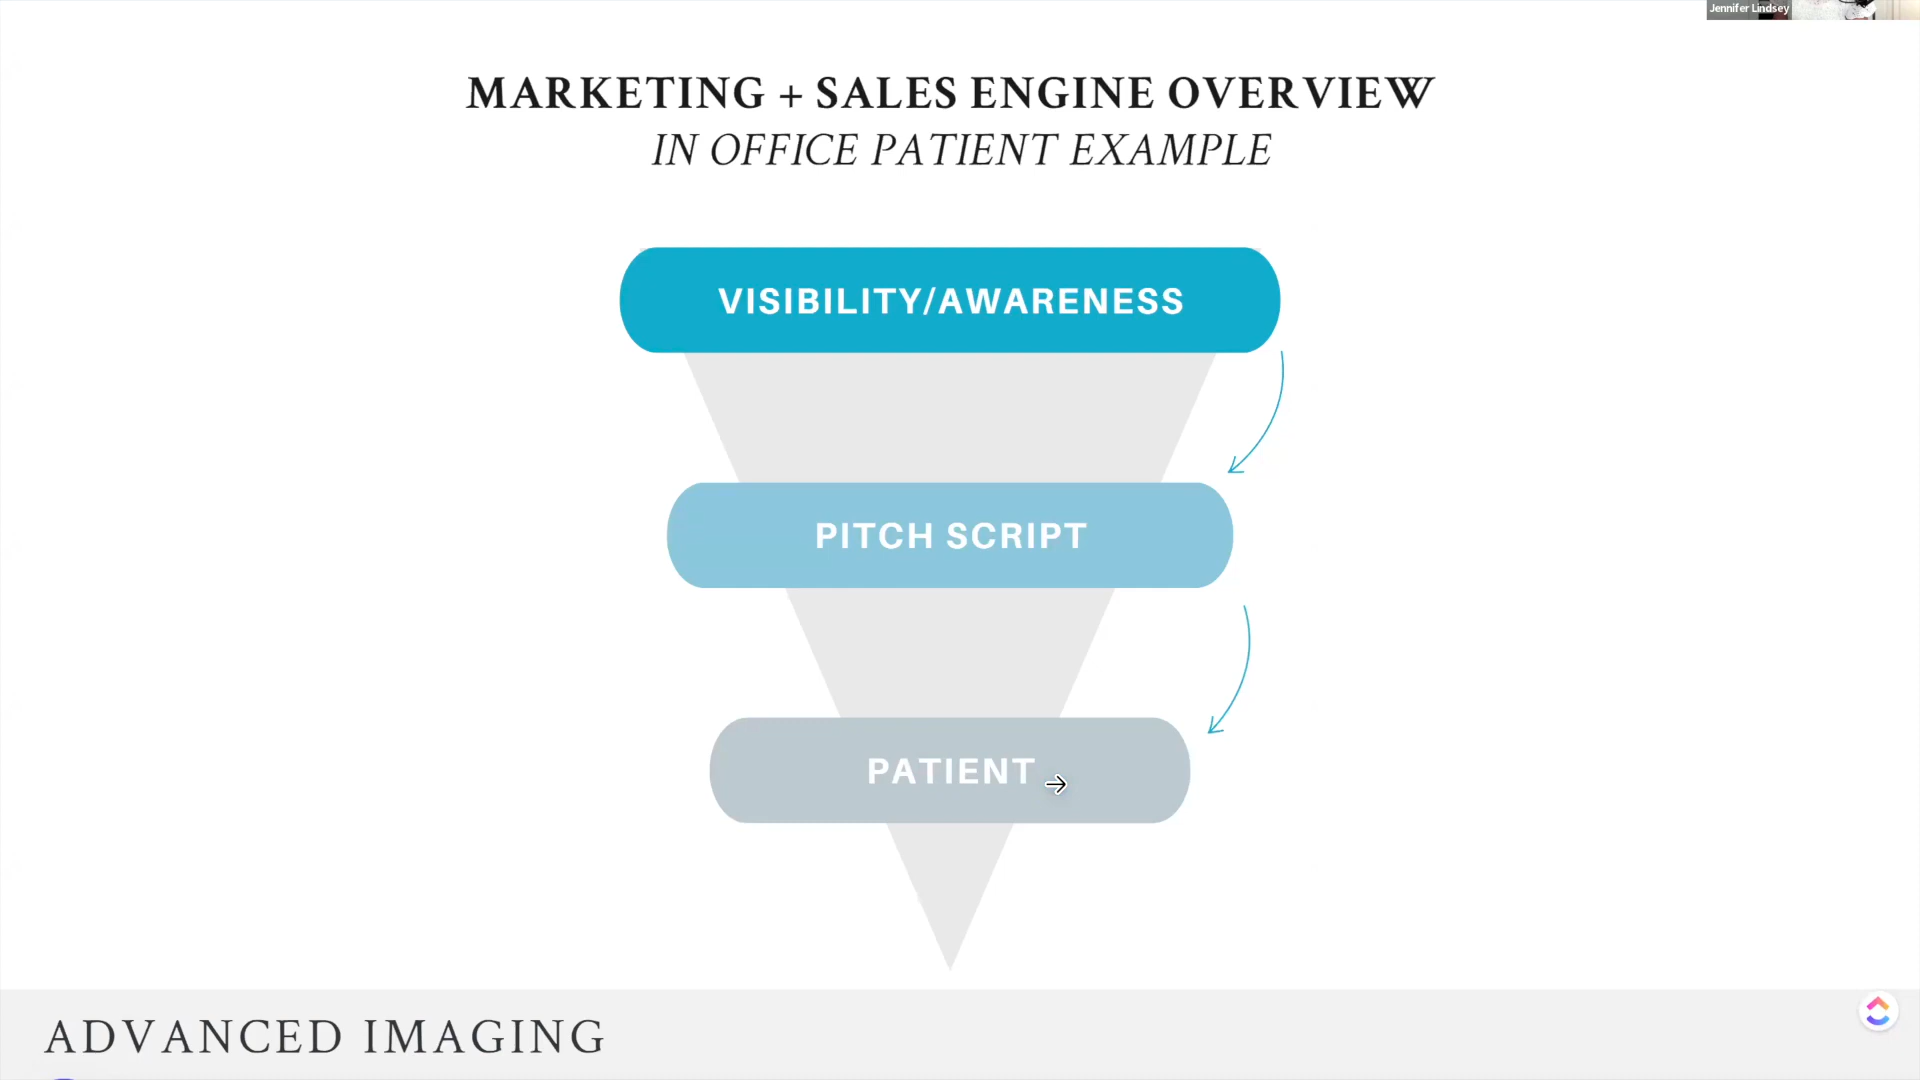 Jennifer Lindsey
MARKETING + SALES ENGINE OVERVIEW
IN OFFICE PATIENT EXAMPLE
VISIBILITY/AWARENESS
PITCH SCRIPT
PATIENT
ADVANCED IMAGING